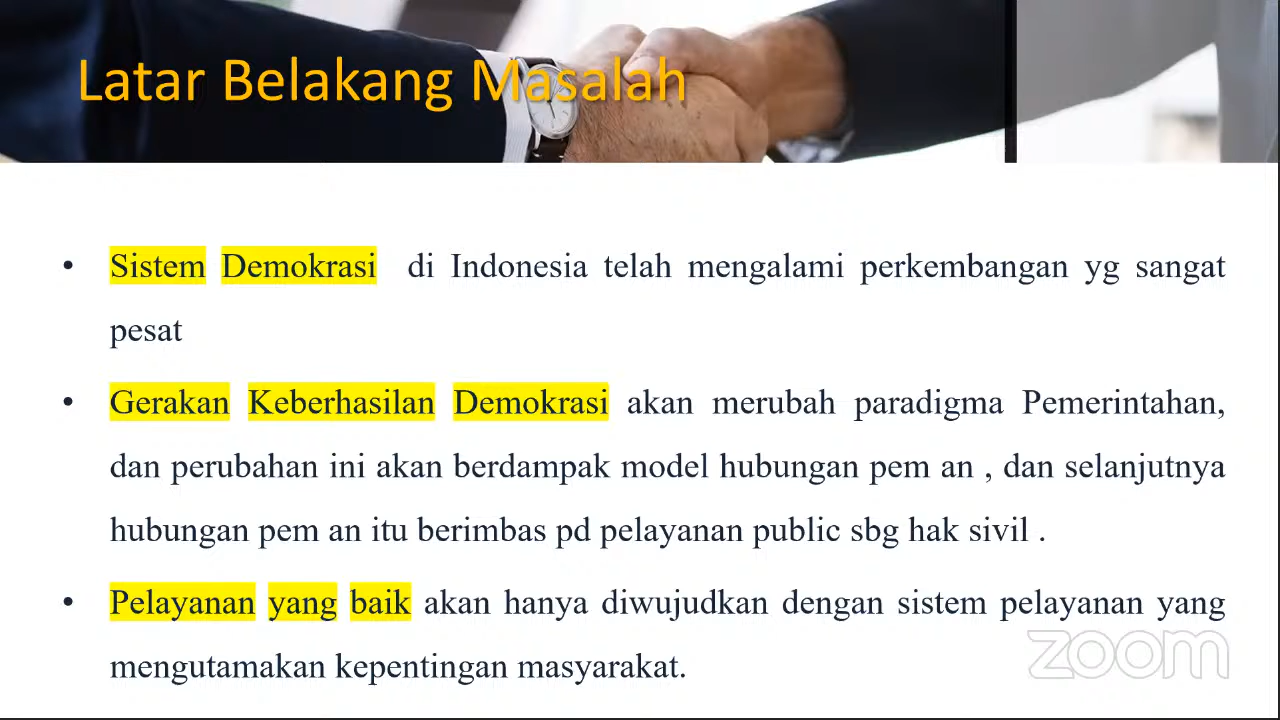 Latar Belakang Masalah
• Sistem Demokrasi di Indonesia telah mengalami perkembangan yg sangat
pesat
• Gerakan Keberhasilan Demokrasi akan merubah paradigma Pemerintahan,
dan perubahan ini akan berdampak model hubungan pem an , dan selanjutnya
hubungan pem an itu berimbas pd pelayanan public sbg hak sivil .
• Pelayanan yang baik akan hanya diwujudkan dengan sistem pelayanan yang
mengutamakan kepentingan masyarakat.
zoom